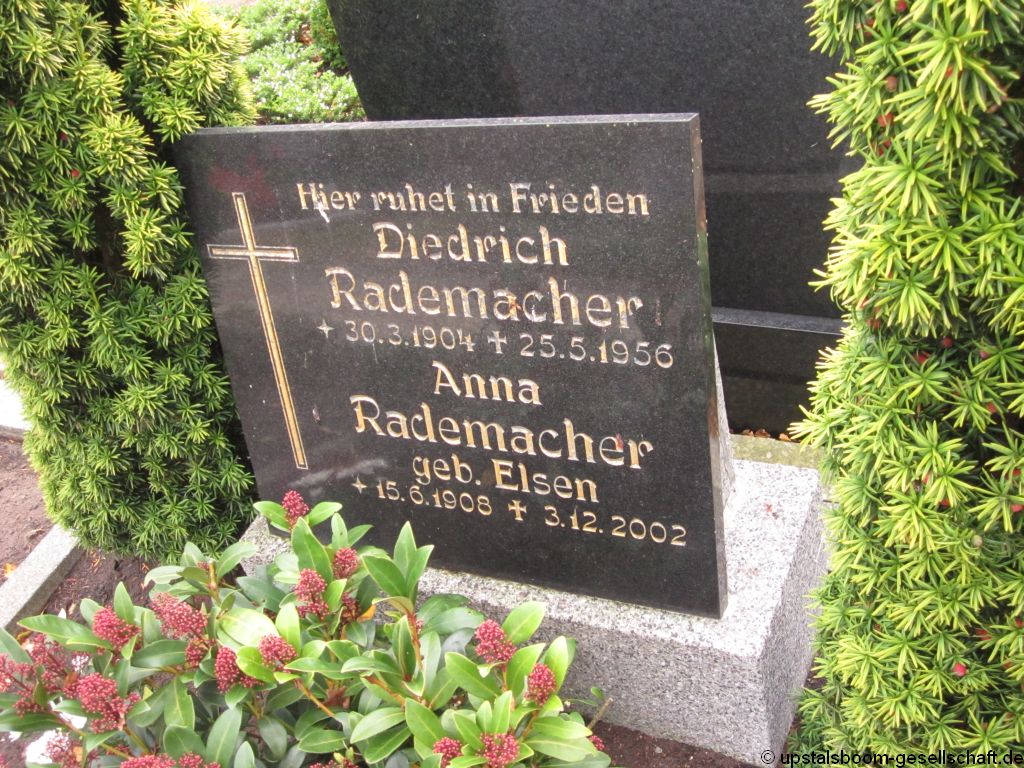 Hier ruhet in Frieden
Diedrich
Rademacher
✦ 30.3.1904 ✝ 25.5.1956
Anna
Rademacher
geb. Elsen
✦ 15.6.1908 ✝ 3.12.2002
© upstalsboom-gesellschaft.de